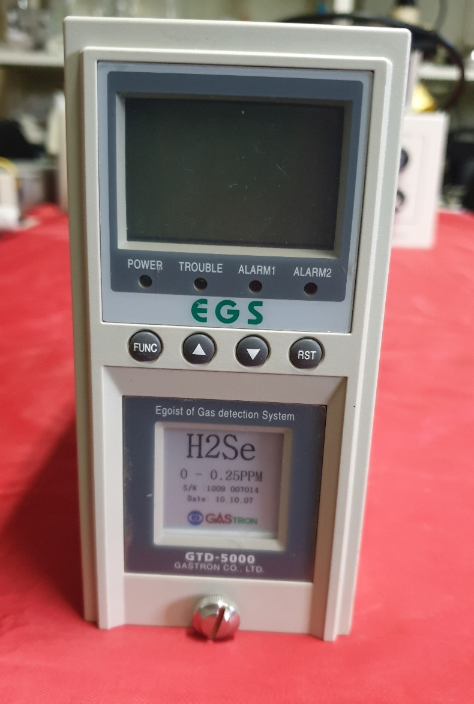 POWER TROUBLE ALARM1 ALARM2
EGS
FUNC RST
Egoist of Gas detection System
H2Se
0 - 0.25PPM
S/N 1009 007014
Date 10.10.07
GASTRON
GTD-5000
GASTRON CO., LTD.